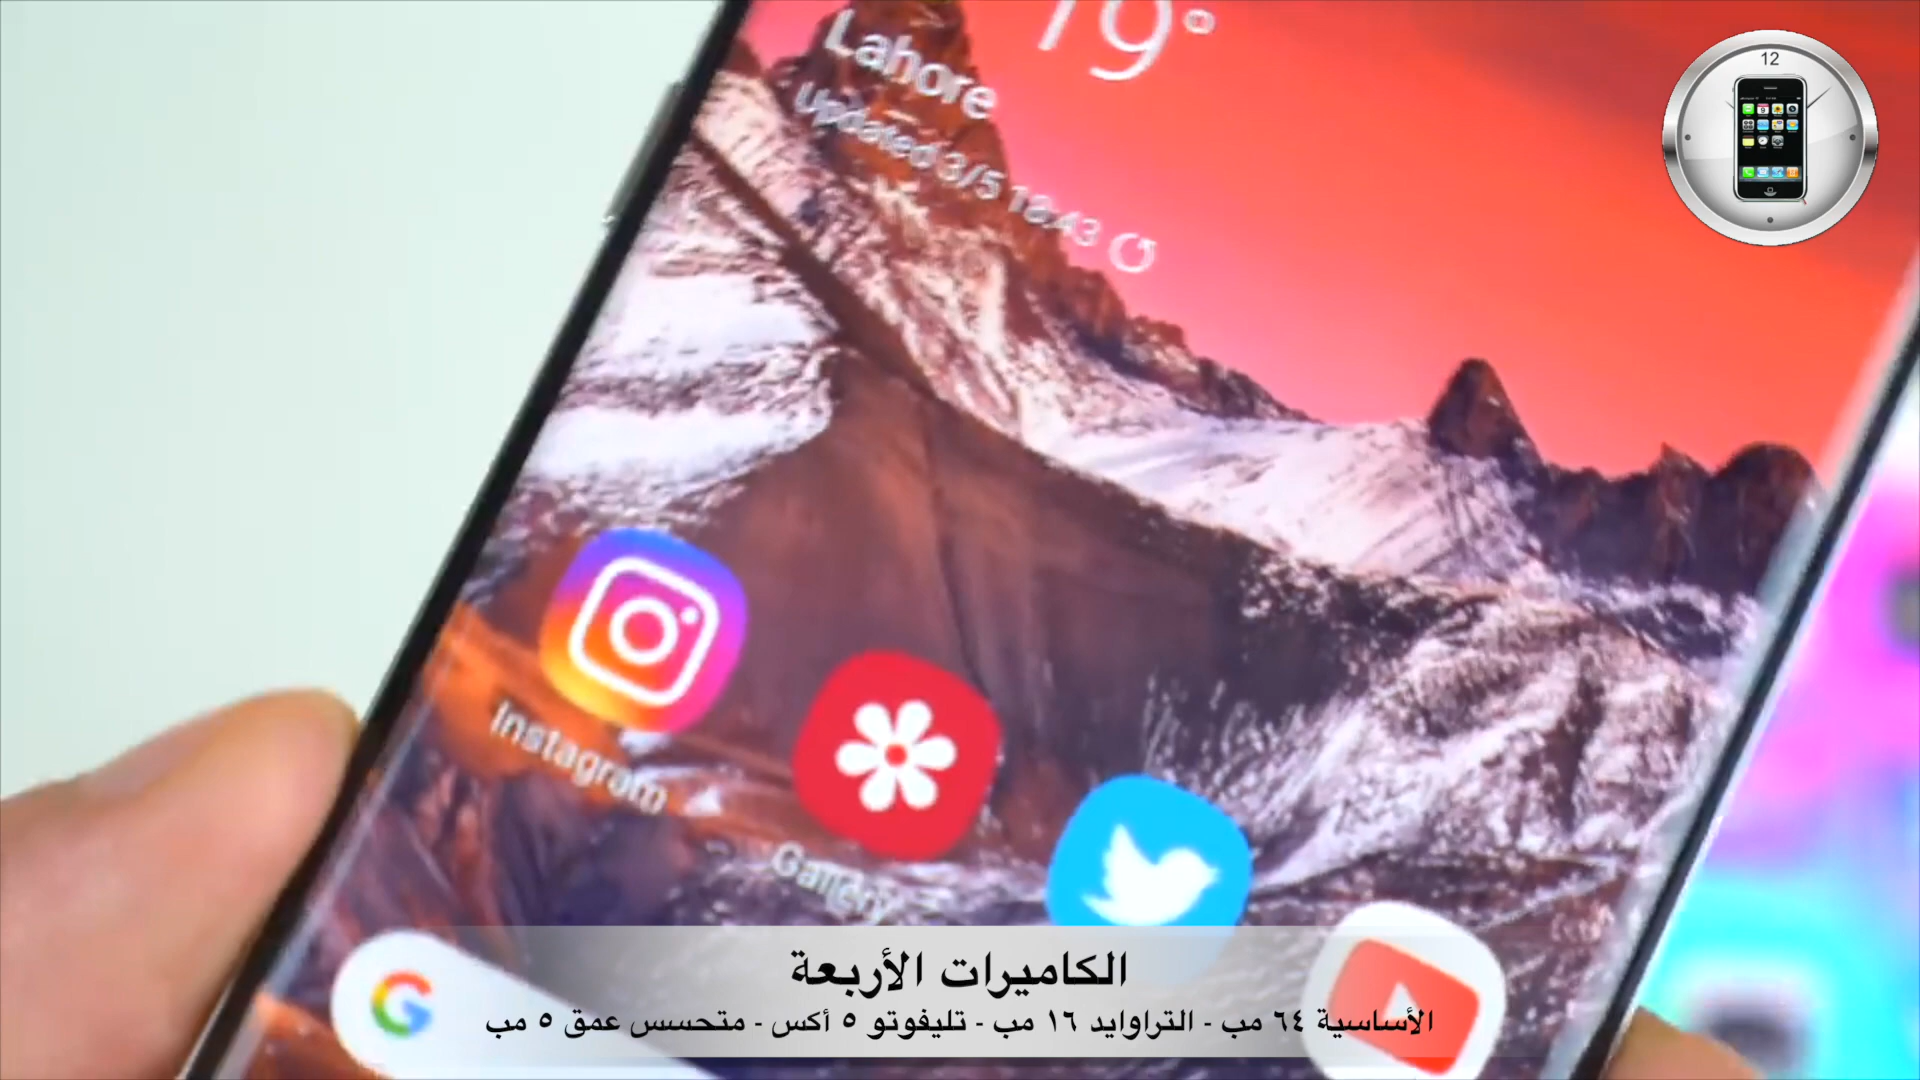 19°
Lahore
Updated 3/5 18:43
12
Instagram
Gallery
الكاميرات الأربعة
الأساسية ٦٤ مب - التراوايد ١٦ مب - تليفوتو ٥ أكس - متحسس عمق ٥ مب